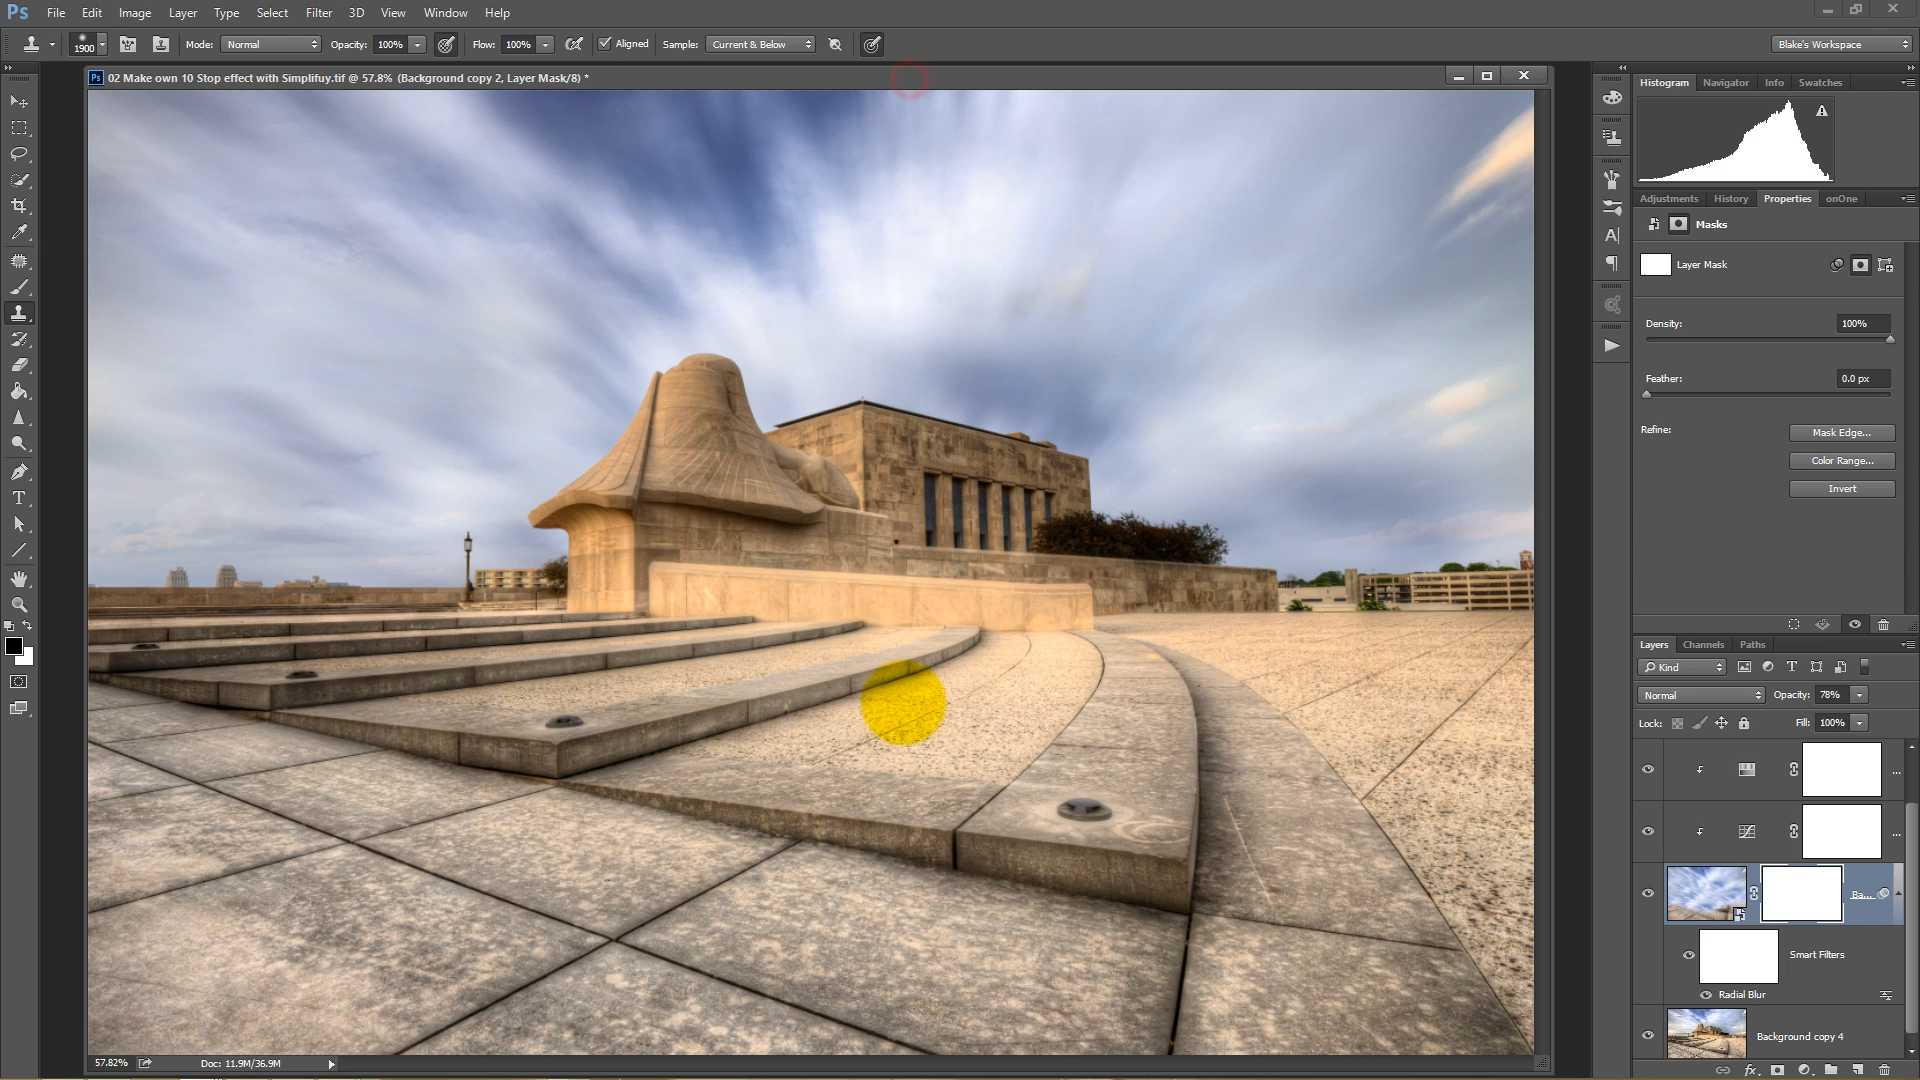 Ps File Edit Image Layer Type Select Filter 3D View Window Help
1900 Mode: Normal Opacity: 100% Flow: 100% Aligned Sample: Current & Below Blake's Workspace
Ps 02 Make own 10 Stop effect with Simplifuy.tif @ 57.8% (Background copy 2, Layer Mask/8) *
Histogram Navigator Info Swatches
Adjustments History Properties onOne
Masks
Layer Mask
Density: 100%
Feather: 0.0 px
Refine: Mask Edge...
Color Range...
Invert
Layers Channels Paths
Kind
Normal Opacity: 78%
Lock: Fill: 100%
...
...
Ba...
Smart Filters
Radial Blur
Background copy 4
57.82% Doc: 11.9M/36.9M